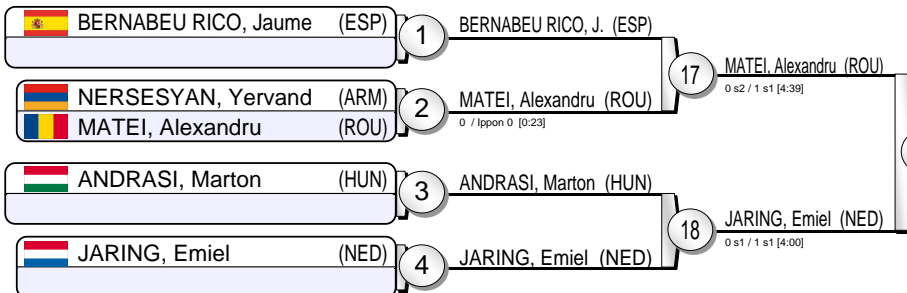 BERNABEU RICO, Jaume (ESP)
1
BERNABEU RICO, J. (ESP)
17
MATEI, Alexandru (ROU)
0 s2 / 1 s1 [4:39]
NERSESYAN, Yervand (ARM)
MATEI, Alexandru (ROU)
2
MATEI, Alexandru (ROU)
0 / Ippon 0 [0:23]
ANDRASI, Marton (HUN)
3
ANDRASI, Marton (HUN)
18
JARING, Emiel (NED)
0 s1 / 1 s1 [4:00]
JARING, Emiel (NED)
4
JARING, Emiel (NED)